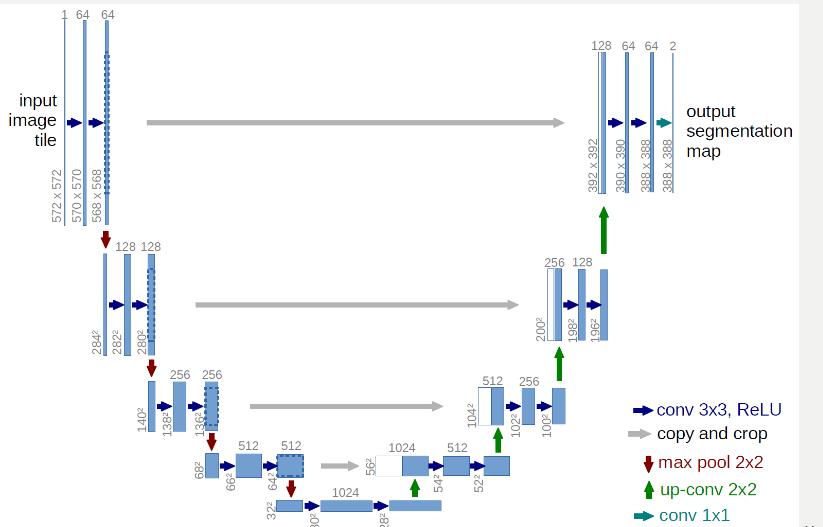 1 64 64
128 64 64 2
input
image
tile
output
segmentation
map
572 x 572
570 x 570
568 x 568
392 x 392
390 x 390
388 x 388
388 x 388
128 128
256 128
284²
282²
280²
200²
198²
196²
256 256
512 256
140²
138²
136²
104²
102²
100²
512 512
1024 512
68²
66²
64²
56²
54²
52²
1024
32²
conv 3x3, ReLU
copy and crop
max pool 2x2
up-conv 2x2
conv 1x1